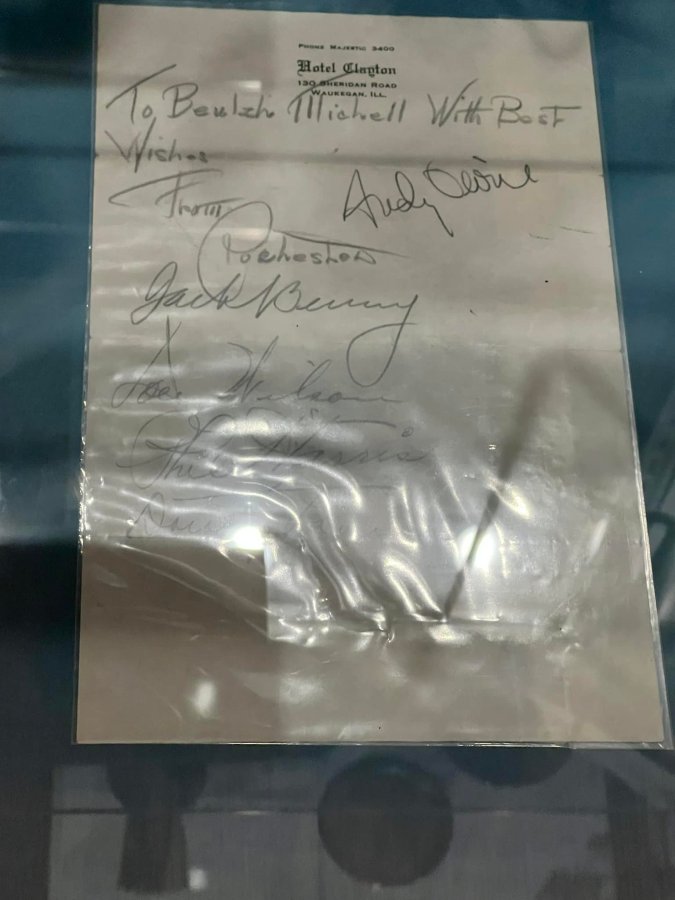 PHONE MAJESTIC 3400
Hotel Clayton
130 SHERIDAN ROAD
WAUKEGAN, ILL.
To Beulah Michell With Best
Wishes
From
Andy Devine
Rochester
Jack Benny
Don Wilson
Phil Harris